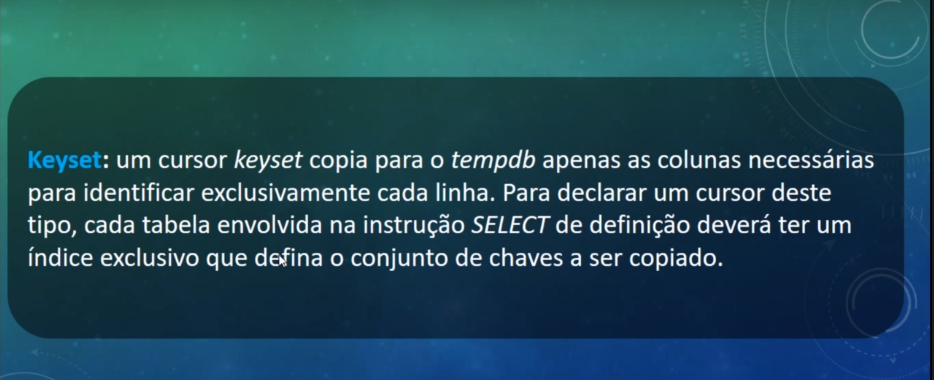 Keyset: um cursor keyset copia para o tempdb apenas as colunas necessárias
para identificar exclusivamente cada linha. Para declarar um cursor deste
tipo, cada tabela envolvida na instrução SELECT de definição deverá ter um
índice exclusivo que defina o conjunto de chaves a ser copiado.